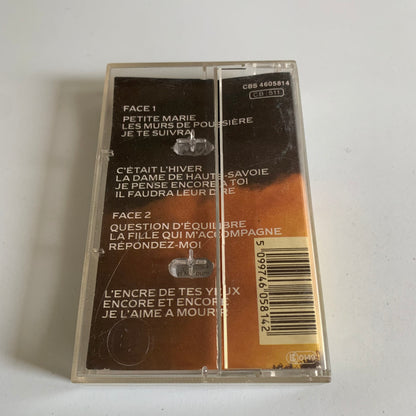 CBS 4605814
CB 511
FACE 1
PETITE MARIE
LES MURS DE POUSSIÈRE
JE TE SUIVRAI
C'ÉTAIT L'HIVER
LA DAME DE HAUTE-SAVOIE
JE PENSE ENCORE A TOI
IL FAUDRA LEUR DIRE
FACE 2
QUESTION D'ÉQUILIBRE
LA FILLE QUI M'ACCOMPAGNE
RÉPONDEZ-MOI
L'ENCRE DE TES YEUX
ENCORE ET ENCORE
JE L'AIME A MOURIR
5 099746 058142